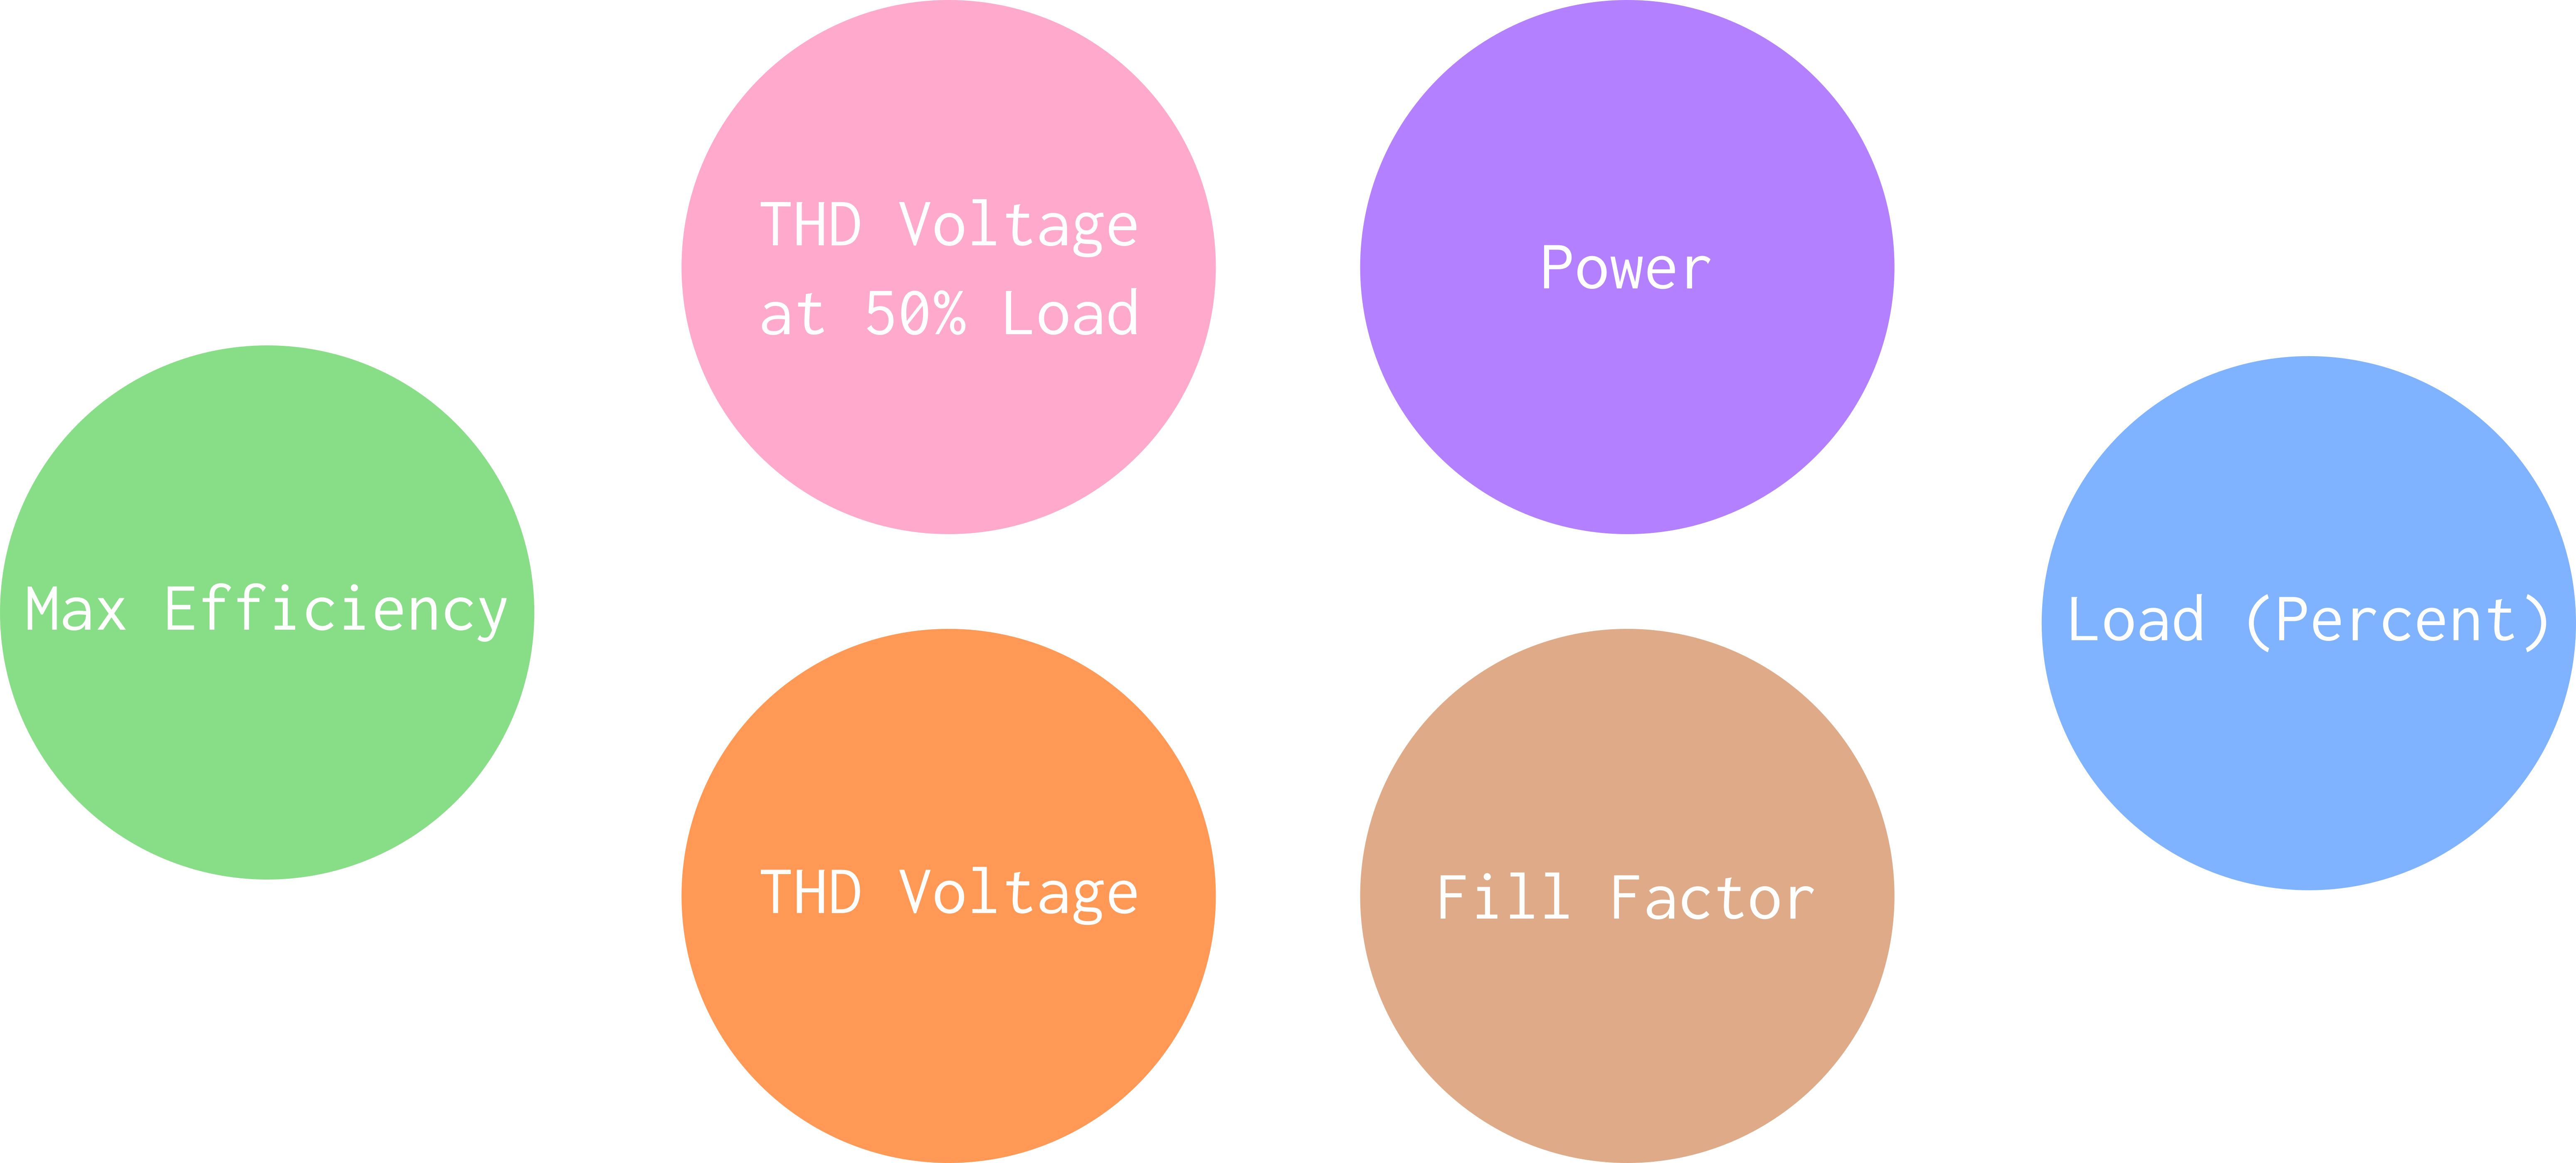 THD Voltage
at 50% Load
Power
Max Efficiency
Load (Percent)
THD Voltage
Fill Factor